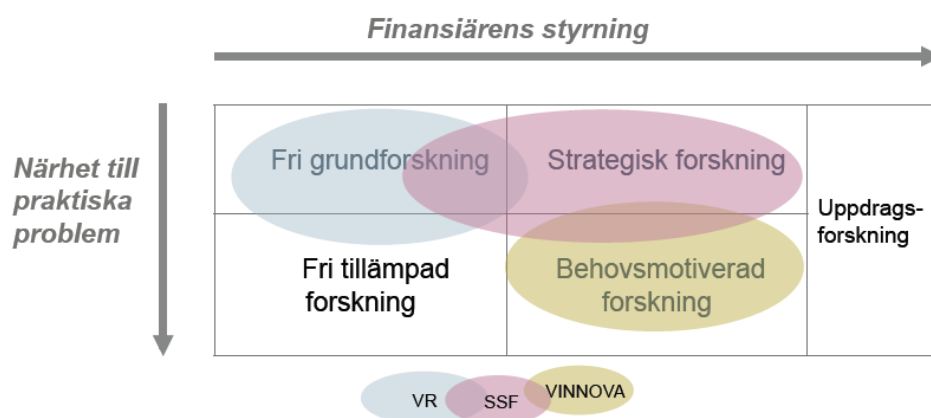 Finansiärens styrning
Närhet till
praktiska
problem
Fri grundforskning
Strategisk forskning
Uppdrags-
forskning
Fri tillämpad
forskning
Behovsmotiverad
forskning
VR
SSF
VINNOVA